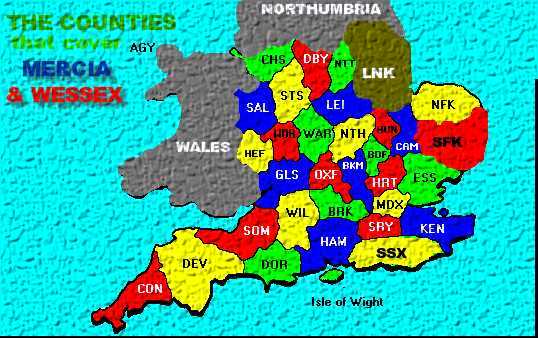 THE COUNTIES
that cover
MERCIA
& WESSEX
NORTHUMBRIA
AGY
CHS
DBY
NTT
LNK
STS
SAL
LEI
NFK
WOR
WAR
NTH
HUN
CAM
SFK
WALES
HEF
BKM
BDF
GLS
OXF
HRT
ESS
WIL
BRK
MDX
SOM
SRY
KEN
HAM
SSX
DEV
DOR
CON
Isle of Wight